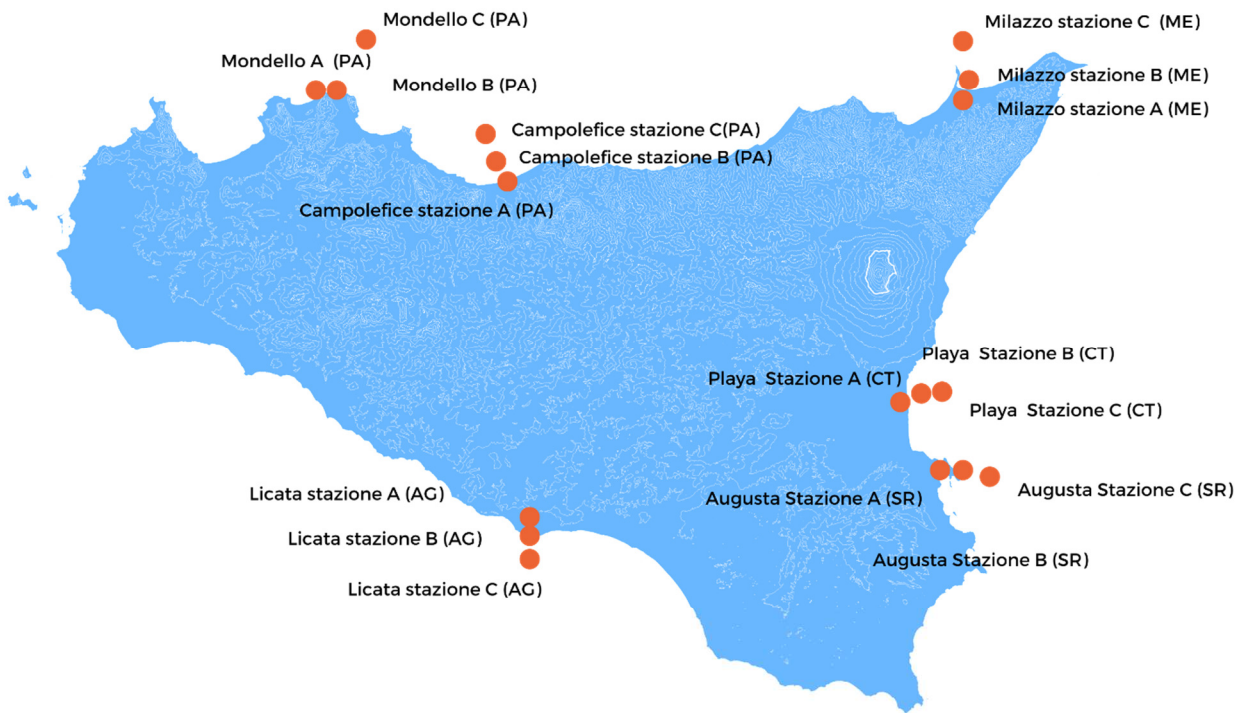 Mondello C (PA)
Milazzo stazione C (ME)
Mondello A (PA)
Mondello B (PA)
Milazzo stazione B (ME)
Milazzo stazione A (ME)
Campolefice stazione C(PA)
Campolefice stazione B (PA)
Campolefice stazione A (PA)
Playa Stazione B (CT)
Playa Stazione A (CT)
Playa Stazione C (CT)
Licata stazione A (AG)
Augusta Stazione A (SR)
Augusta Stazione C (SR)
Licata stazione B (AG)
Augusta Stazione B (SR)
Licata stazione C (AG)